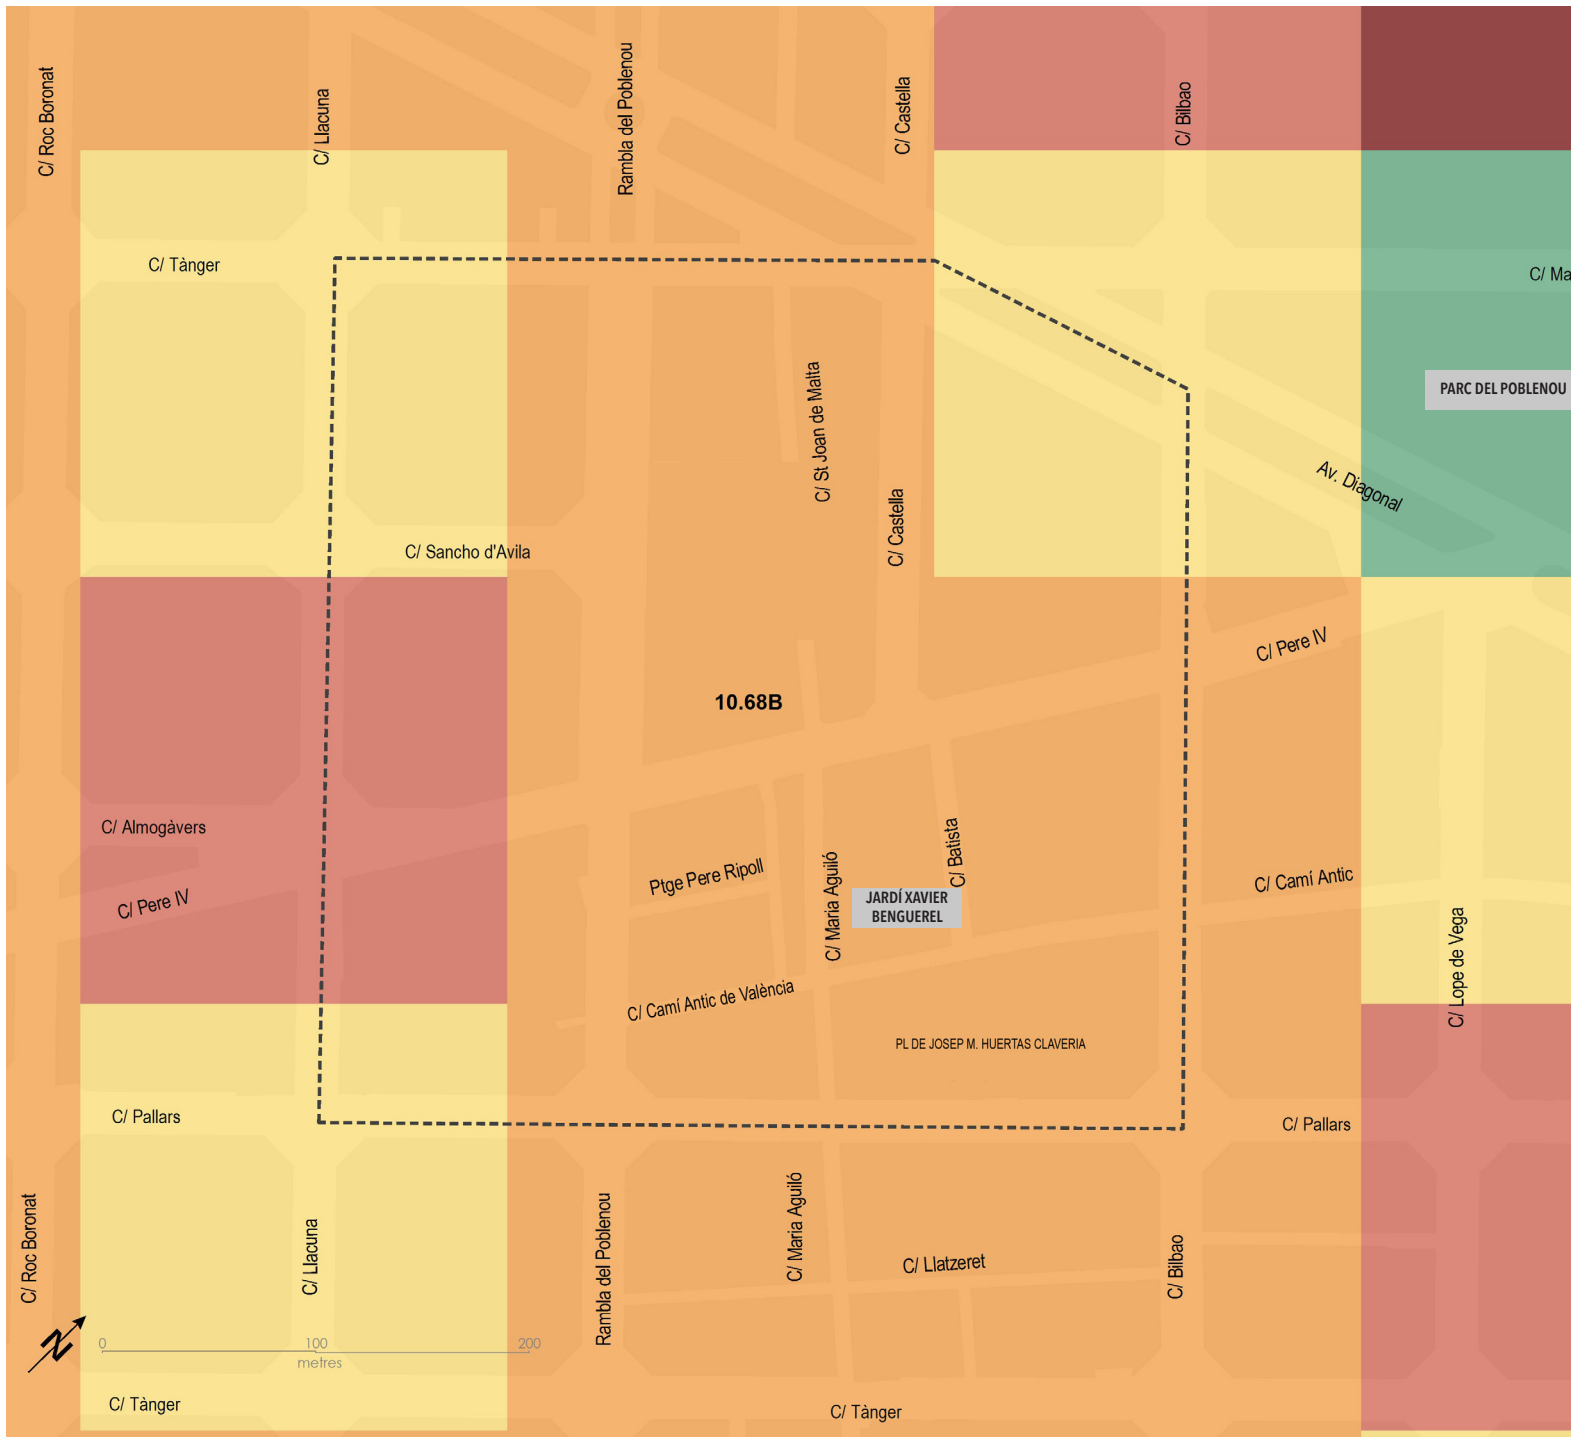 C/ Roc Boronat
C/ Llacuna
Rambla del Poblenou
C/ Castella
C/ Bilbao
C/ Tànger
C/ Ma
PARC DEL POBLENOU
C/ St Joan de Malta
Av. Diagonal
C/ Castella
C/ Sancho d'Avila
C/ Pere IV
10.68B
C/ Almogàvers
C/ Pere IV
Ptge Pere Ripoll
C/ Maria Aguiló
C/ Batista
JARDÍ XAVIER
BENGUEREL
C/ Camí Antic
C/ Lope de Vega
C/ Camí Antic de València
PL DE JOSEP M. HUERTAS CLAVERIA
C/ Pallars
C/ Pallars
C/ Roc Boronat
C/ Llacuna
Rambla del Poblenou
C/ Maria Aguiló
C/ Llatzeret
C/ Bilbao
N
0 100 200
metres
C/ Tànger
C/ Tànger